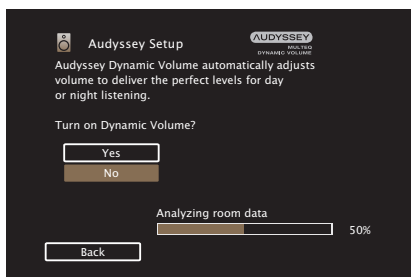 Audyssey Setup
AUDYSSEY
MULTEQ
DYNAMIC VOLUME
Audyssey Dynamic Volume automatically adjusts
volume to deliver the perfect levels for day
or night listening.
Turn on Dynamic Volume?
Yes
No
Analyzing room data
50%
Back